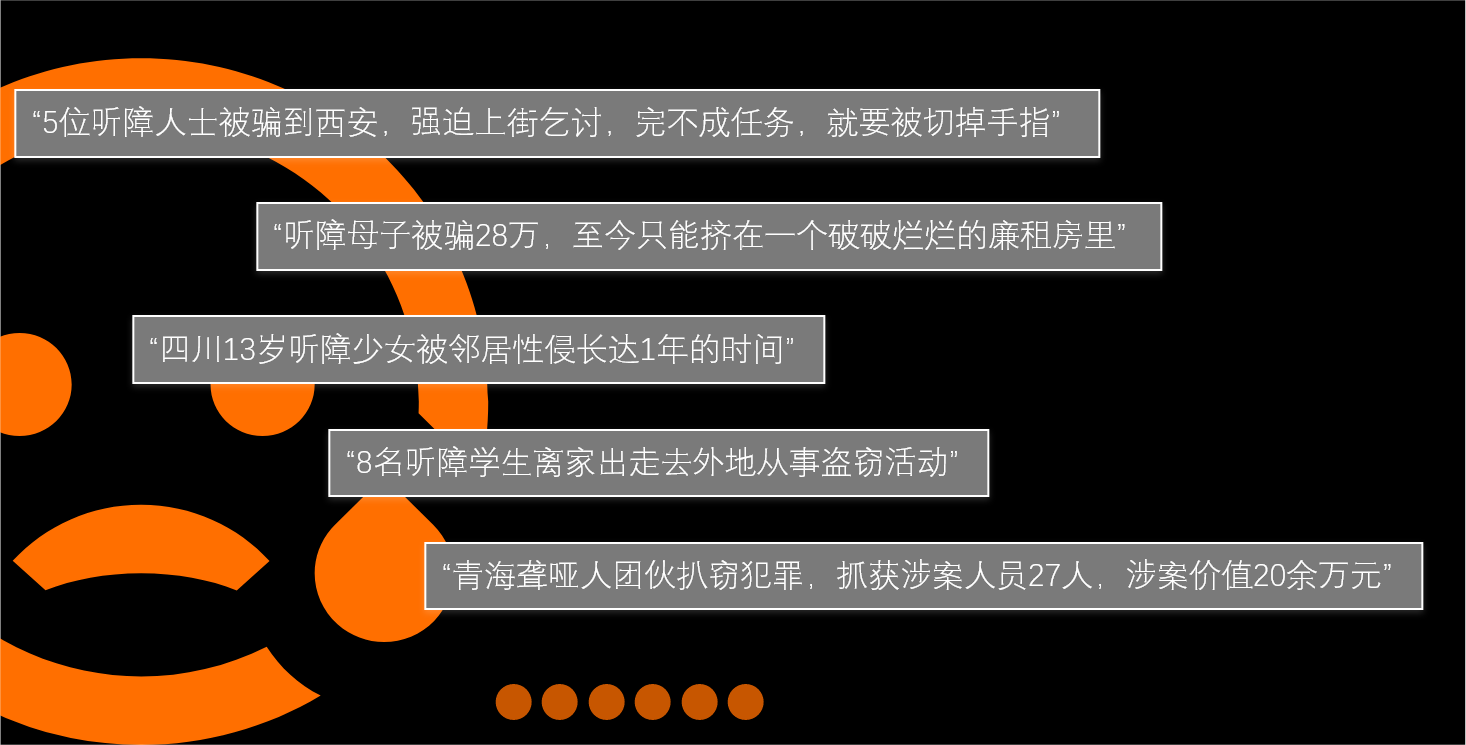 “5位听障人士被骗到西安，强迫上街乞讨，完不成任务，就要被切掉手指”
“听障母子被骗28万，至今只能挤在一个破破烂烂的廉租房里”
“四川13岁听障少女被邻居性侵长达1年的时间”
“8名听障学生离家出走去外地从事盗窃活动”
“青海聋哑人团伙扒窃犯罪，抓获涉案人员27人，涉案价值20余万元”